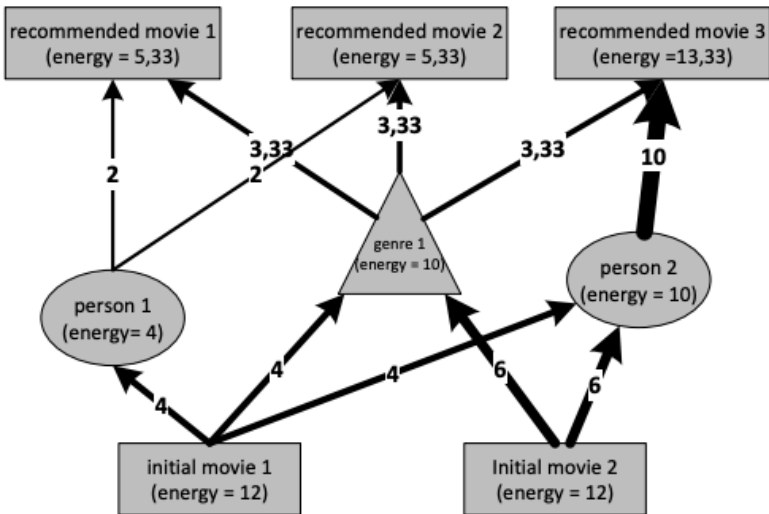 recommended movie 1
(energy = 5,33)
recommended movie 2
(energy = 5,33)
recommended movie 3
(energy =13,33)
3,33
3,33
3,33
10
2
2
genre 1
(energy = 10)
person 1
(energy= 4)
person 2
(energy = 10)
4
4
4
6
6
initial movie 1
(energy = 12)
Initial movie 2
(energy = 12)